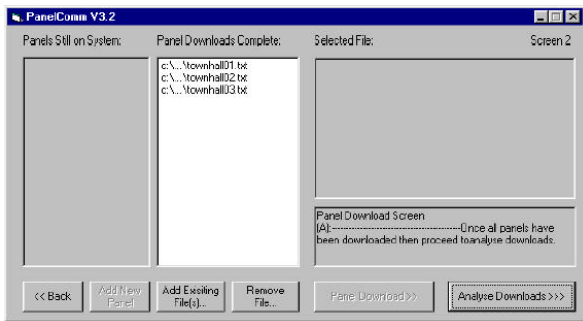 PanelComm V3.2
Panels Still on System:
Panel Downloads Complete:
Selected File:
Screen 2
c:\...\townhall01.txt
c:\...\townhall02.txt
c:\...\townhall03.txt
Panel Download Screen
(A):------------------------------------Once all panels have
been downloaded then proceed toanalyse downloads.
<< Back
Add New
Panel
Add Exsiting
File(s)...
Remove
File...
Panel Download>>
Analyse Downloads >>>